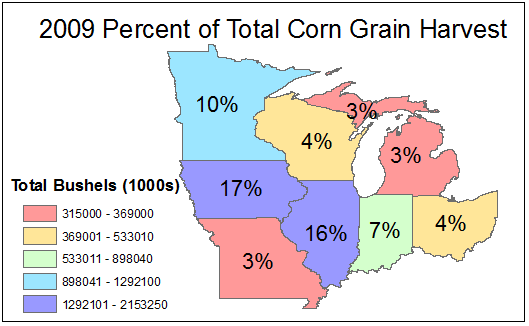 2009 Percent of Total Corn Grain Harvest
10%
3%
4%
3%
17%
16%
7%
4%
3%
Total Bushels (1000s)
315000 - 369000
369001 - 533010
533011 - 898040
898041 - 1292100
1292101 - 2153250